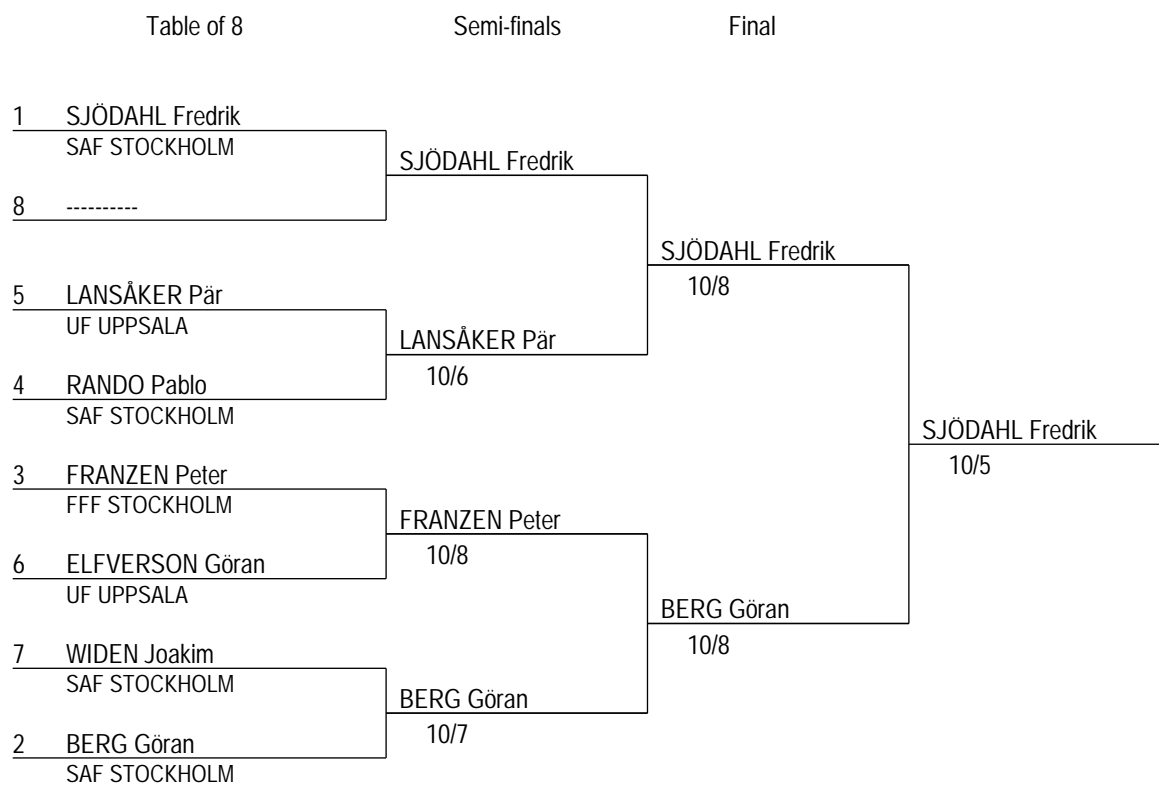 Table of 8 Semi-finals Final
1 SJÖDAHL Fredrik
SAF STOCKHOLM
SJÖDAHL Fredrik
8 ----------
SJÖDAHL Fredrik
10/8
5 LANSÅKER Pär
UF UPPSALA
LANSÅKER Pär
10/6
4 RANDO Pablo
SAF STOCKHOLM
SJÖDAHL Fredrik
10/5
3 FRANZEN Peter
FFF STOCKHOLM
FRANZEN Peter
10/8
6 ELFVERSON Göran
UF UPPSALA
BERG Göran
10/8
7 WIDEN Joakim
SAF STOCKHOLM
BERG Göran
10/7
2 BERG Göran
SAF STOCKHOLM